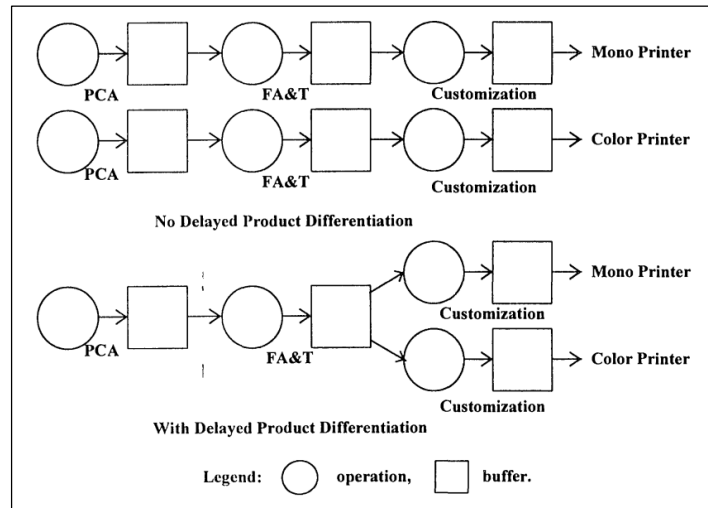 Mono Printer
PCA FA&T Customization
Color Printer
PCA FA&T Customization
No Delayed Product Differentiation
Mono Printer
Customization
PCA FA&T
Color Printer
Customization
With Delayed Product Differentiation
Legend: operation, buffer.